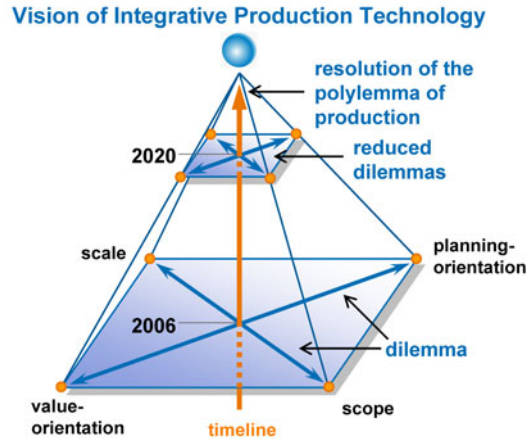 Vision of Integrative Production Technology
resolution of the
polylemma of
production
2020
reduced
dilemmas
scale
planning-
orientation
2006
dilemma
value-
orientation
timeline
scope